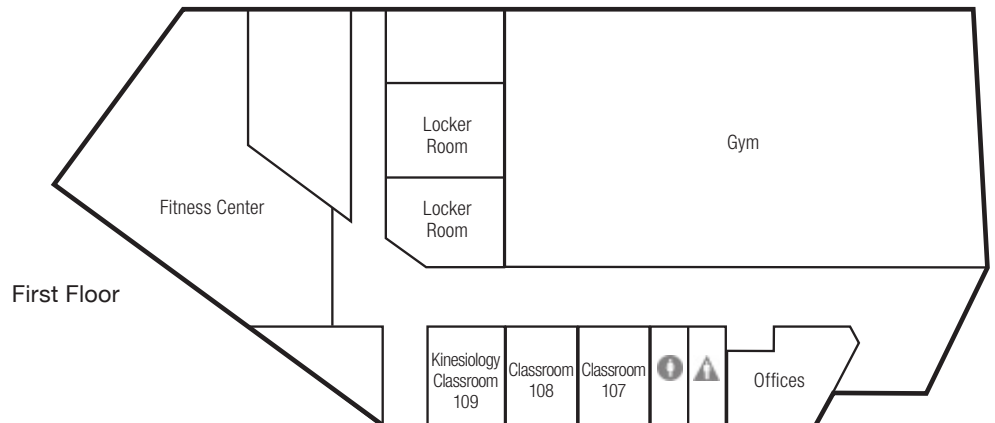 Locker
Room
Gym
Locker
Room
Fitness Center
First Floor
Kinesiology
Classroom
109
Classroom
108
Classroom
107
Offices